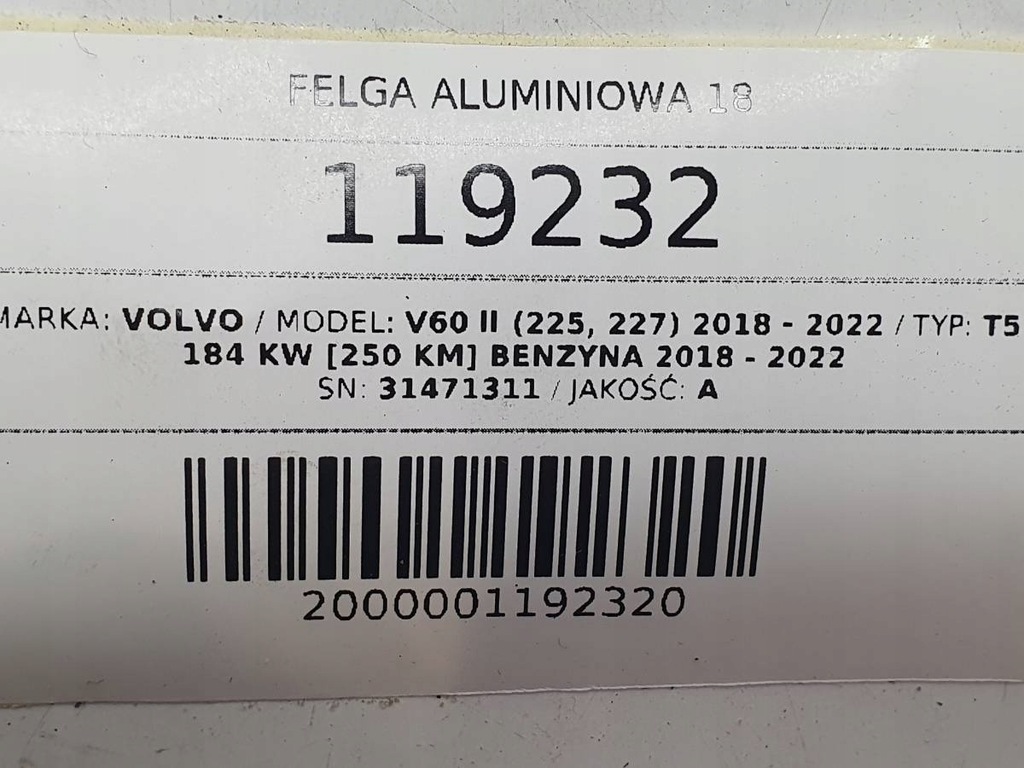 FELGA ALUMINIOWA 18
119232
MARKA: VOLVO / MODEL: V60 II (225, 227) 2018 - 2022 / TYP: T5
184 KW [250 KM] BENZYNA 2018 - 2022
SN: 31471311 / JAKOŚĆ: A
2000001192320